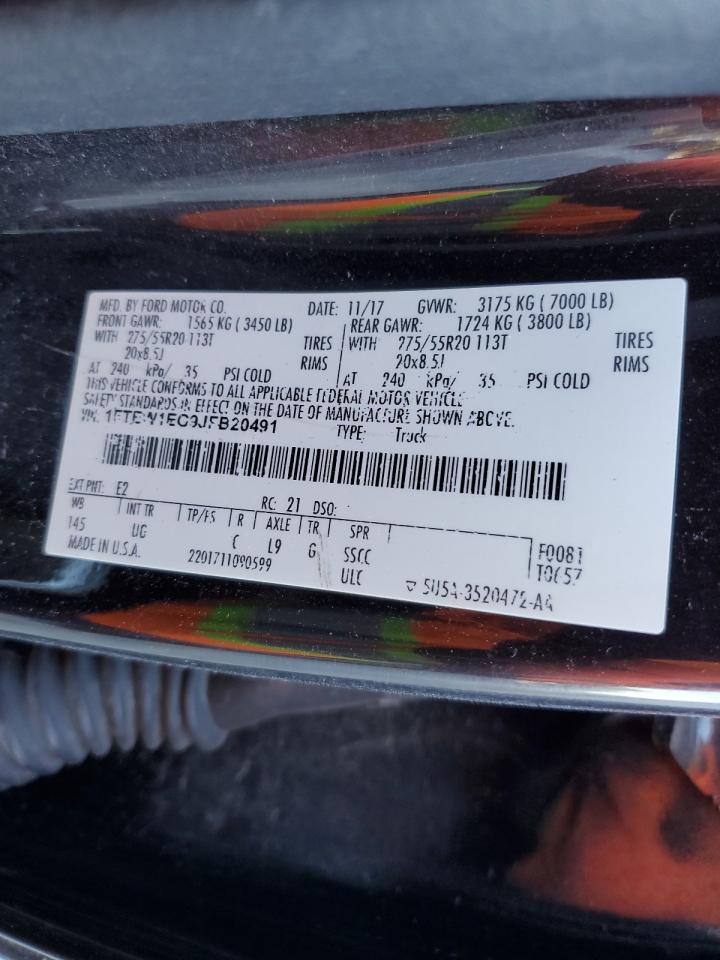 MFD. BY FORD MOTOR CO. DATE: 11/17 GVWR: 3175 KG ( 7000 LB)
FRONT GAWR: 1565 KG ( 3450 LB) REAR GAWR: 1724 KG ( 3800 LB)
WITH 275/55R20 113T TIRES WITH 275/55R20 113T TIRES
20x8.5J RIMS 20x8.5J RIMS
AT 240 kPa/ 35 PSI COLD AT 240 kPa/ 35 PSI COLD
THIS VEHICLE CONFORMS TO ALL APPLICABLE FEDERAL MOTOR VEHICLE
SAFETY STANDARDS IN EFFECT ON THE DATE OF MANUFACTURE SHOWN ABOVE.
VIN: 1FTEW1EG9JFB20491 TYPE: Truck
EXT PNT: E2 RC: 21 DSO:
WB INT TR TP/PS R AXLE TR SPR
145 UG C L9 G SSCC F0081
MADE IN U.S.A. 2201711090599 ULC T0657
5U5A-3520472-AA